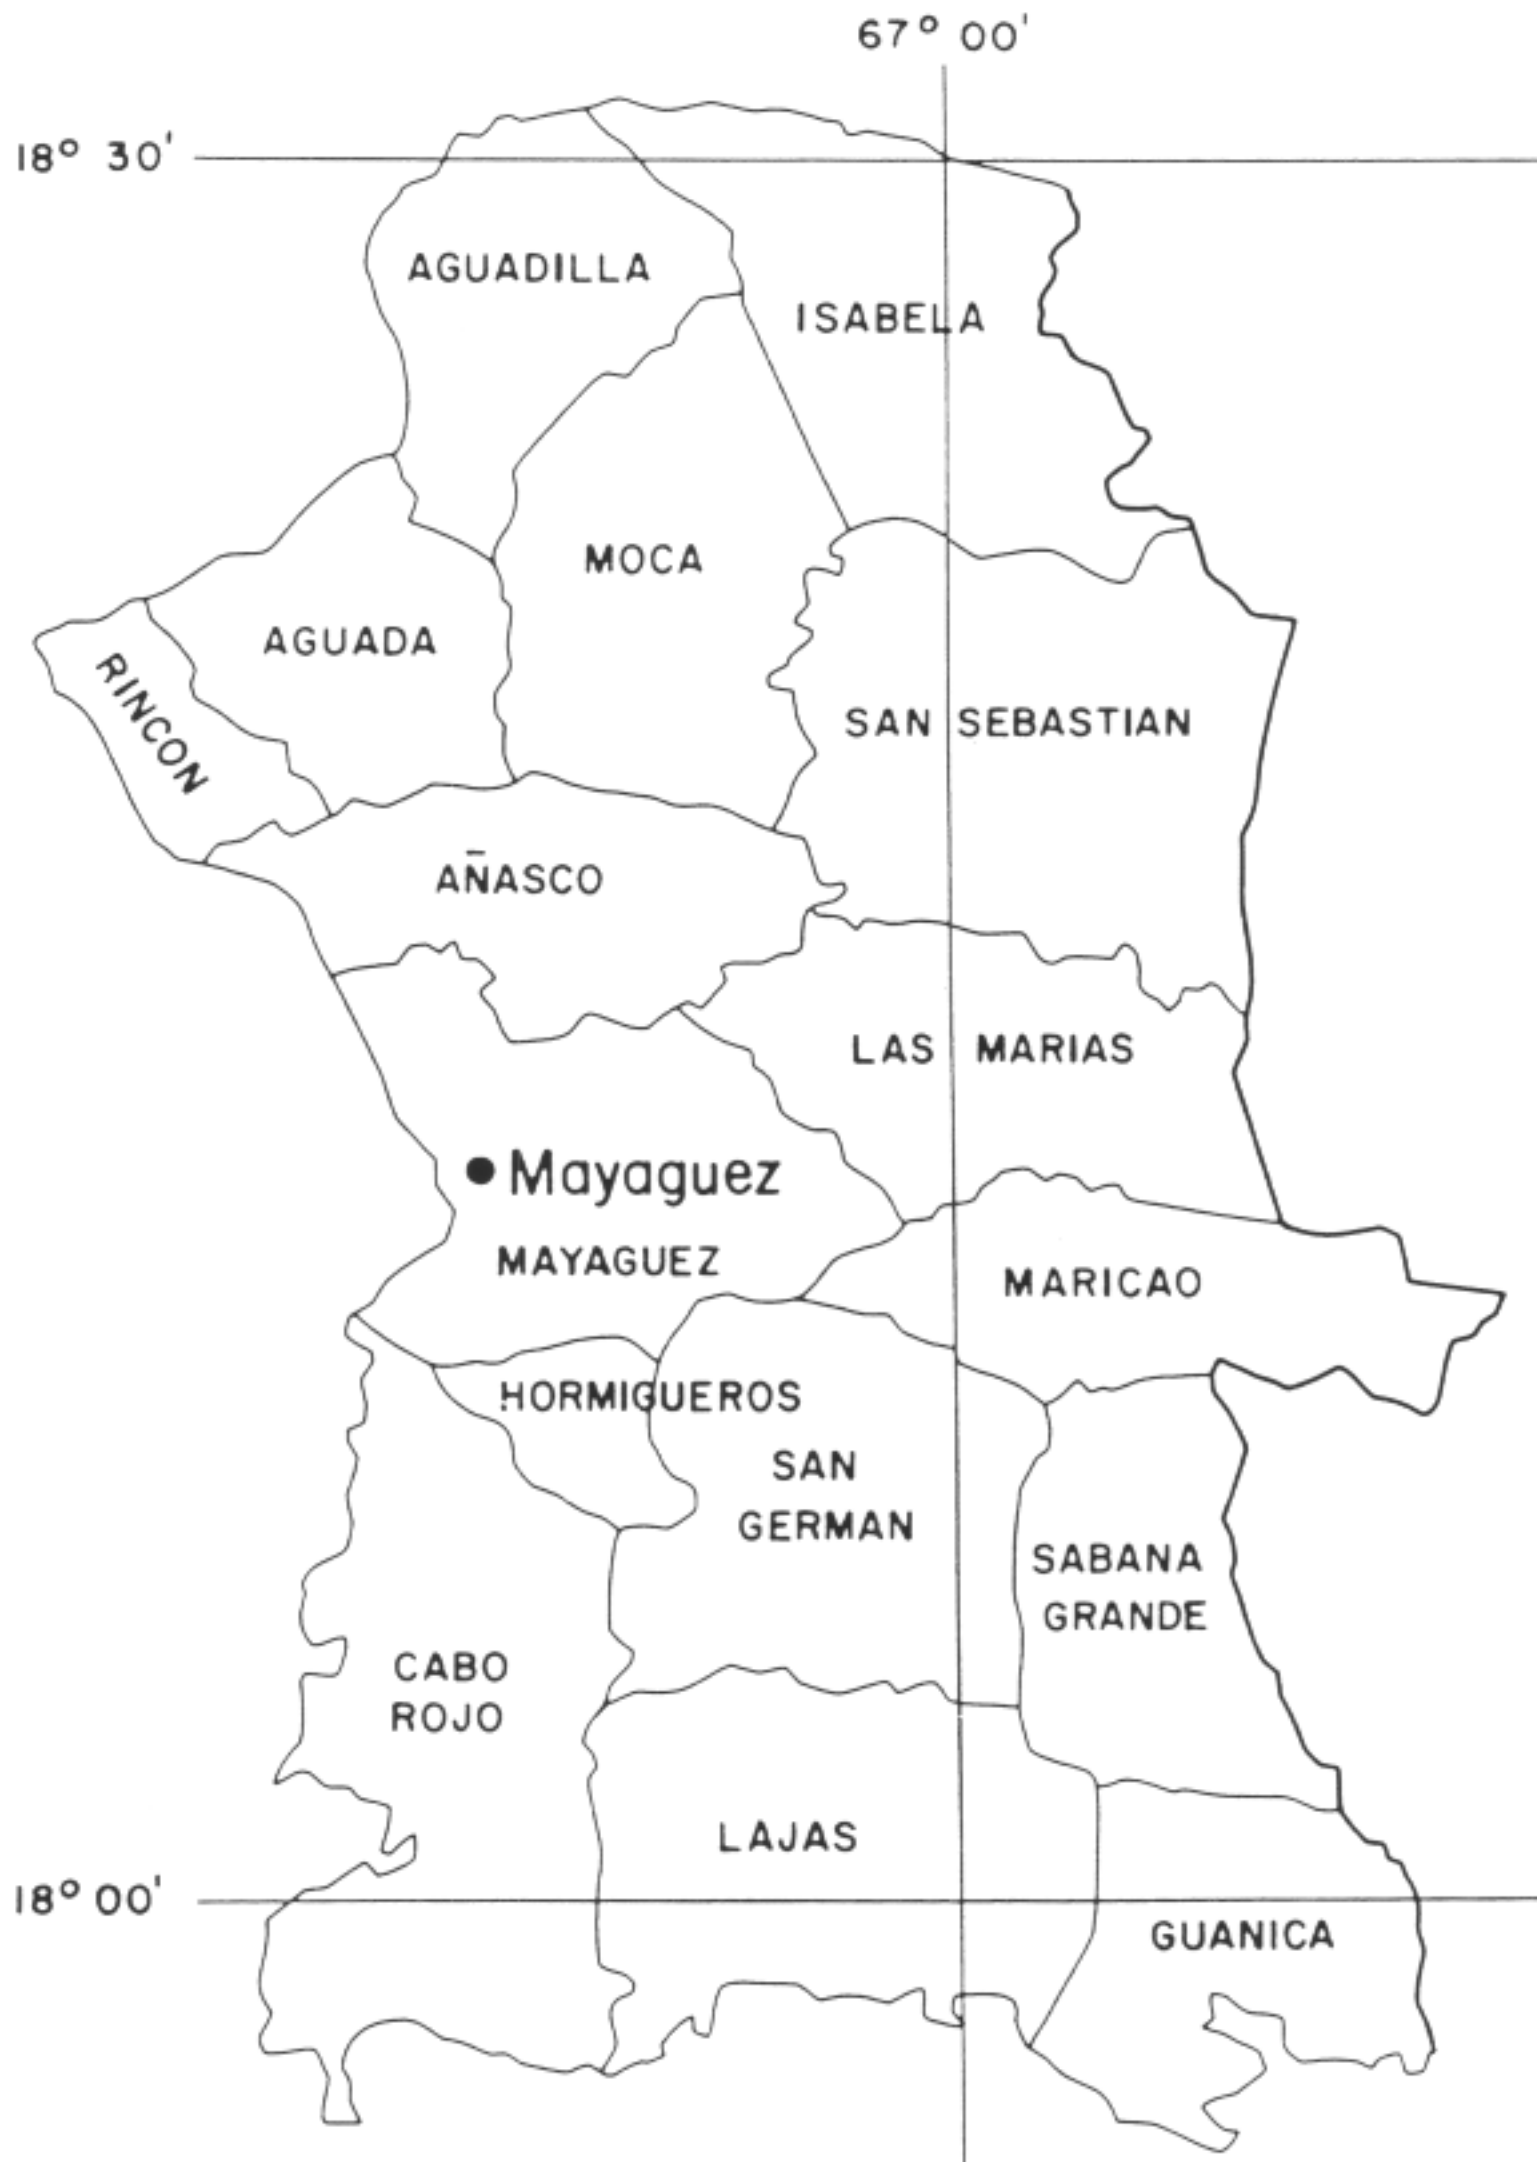 67° 00'
18° 30'
AGUADILLA
ISABELA
MOCA
AGUADA
RINCON
SAN SEBASTIAN
AÑASCO
LAS MARIAS
Mayaguez
MAYAGUEZ
MARICAO
HORMIGUEROS
SAN
GERMAN
SABANA
GRANDE
CABO
ROJO
LAJAS
18° 00'
GUANICA